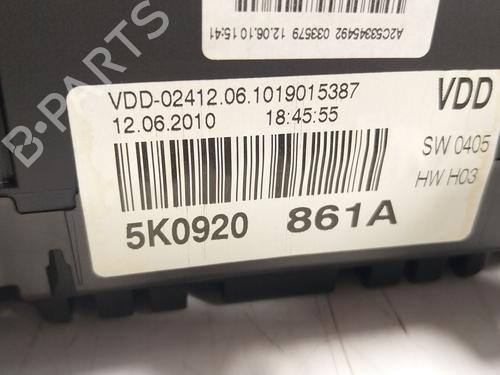 A2C53345492 033579 12.06.10 15:41
VDD-02412.06.1019015387
12.06.2010 18:45:55
VDD
SW 0405
HW H03
5K0920 861A
B-PARTS